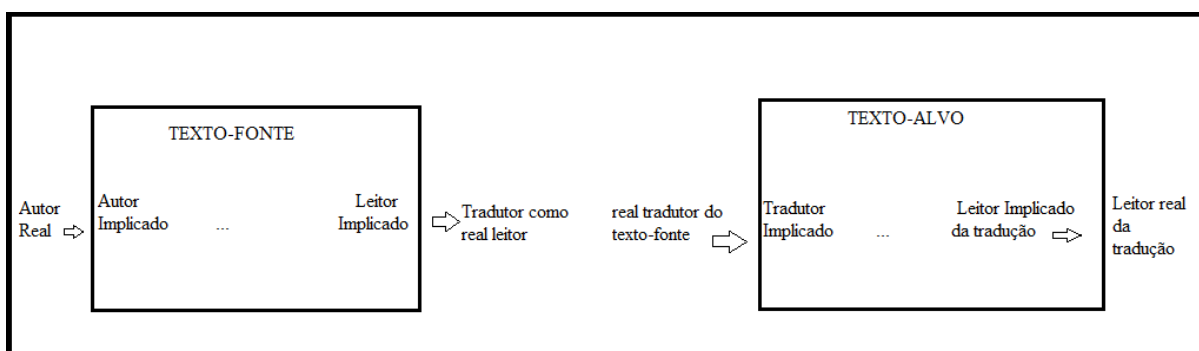 TEXTO-FONTE
TEXTO-ALVO
Autor
Real
Autor
Implicado
...
Leitor
Implicado
Tradutor como
real leitor
real tradutor do
texto-fonte
Tradutor
Implicado
...
Leitor Implicado
da tradução
Leitor real
da
tradução